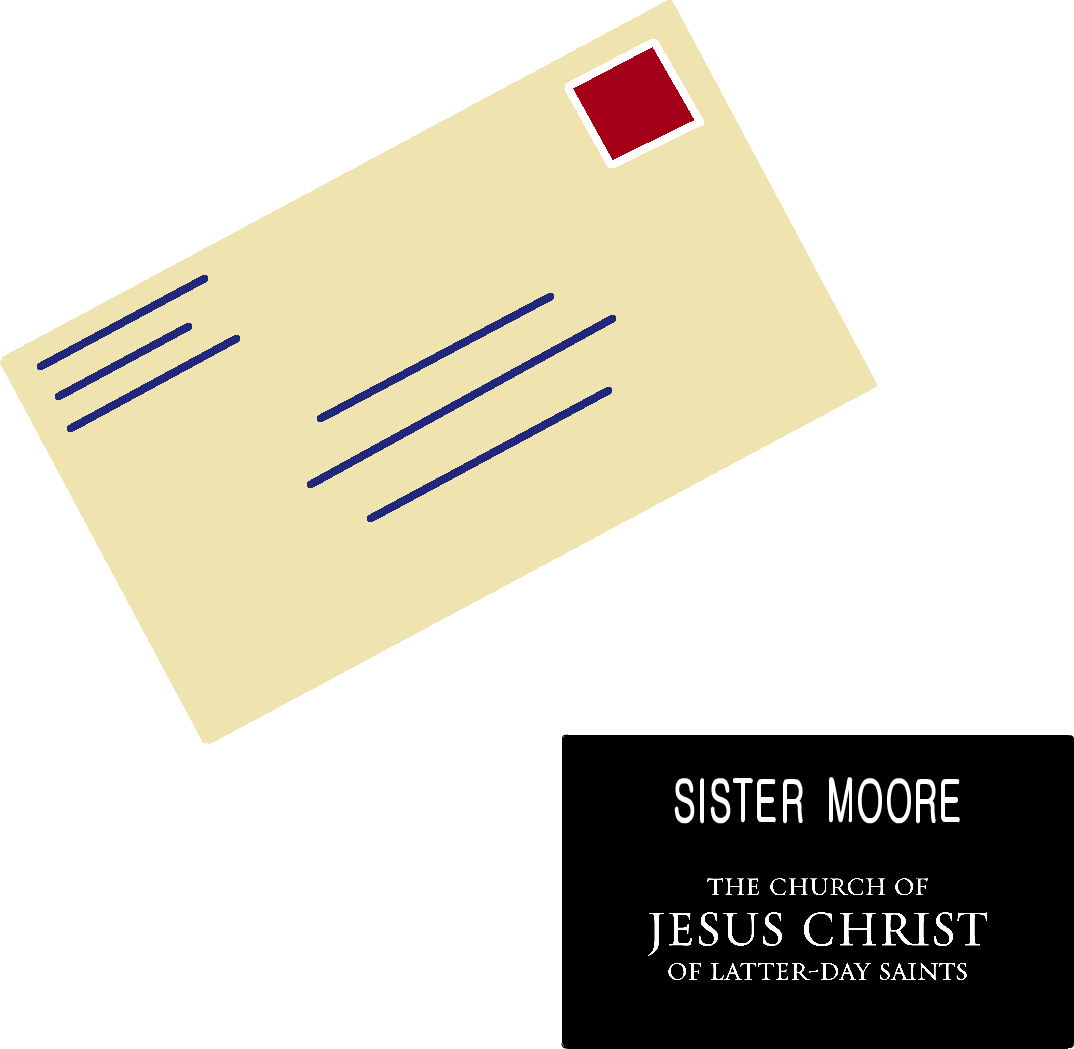 SISTER MOORE
THE CHURCH OF
JESUS CHRIST
OF LATTER-DAY SAINTS